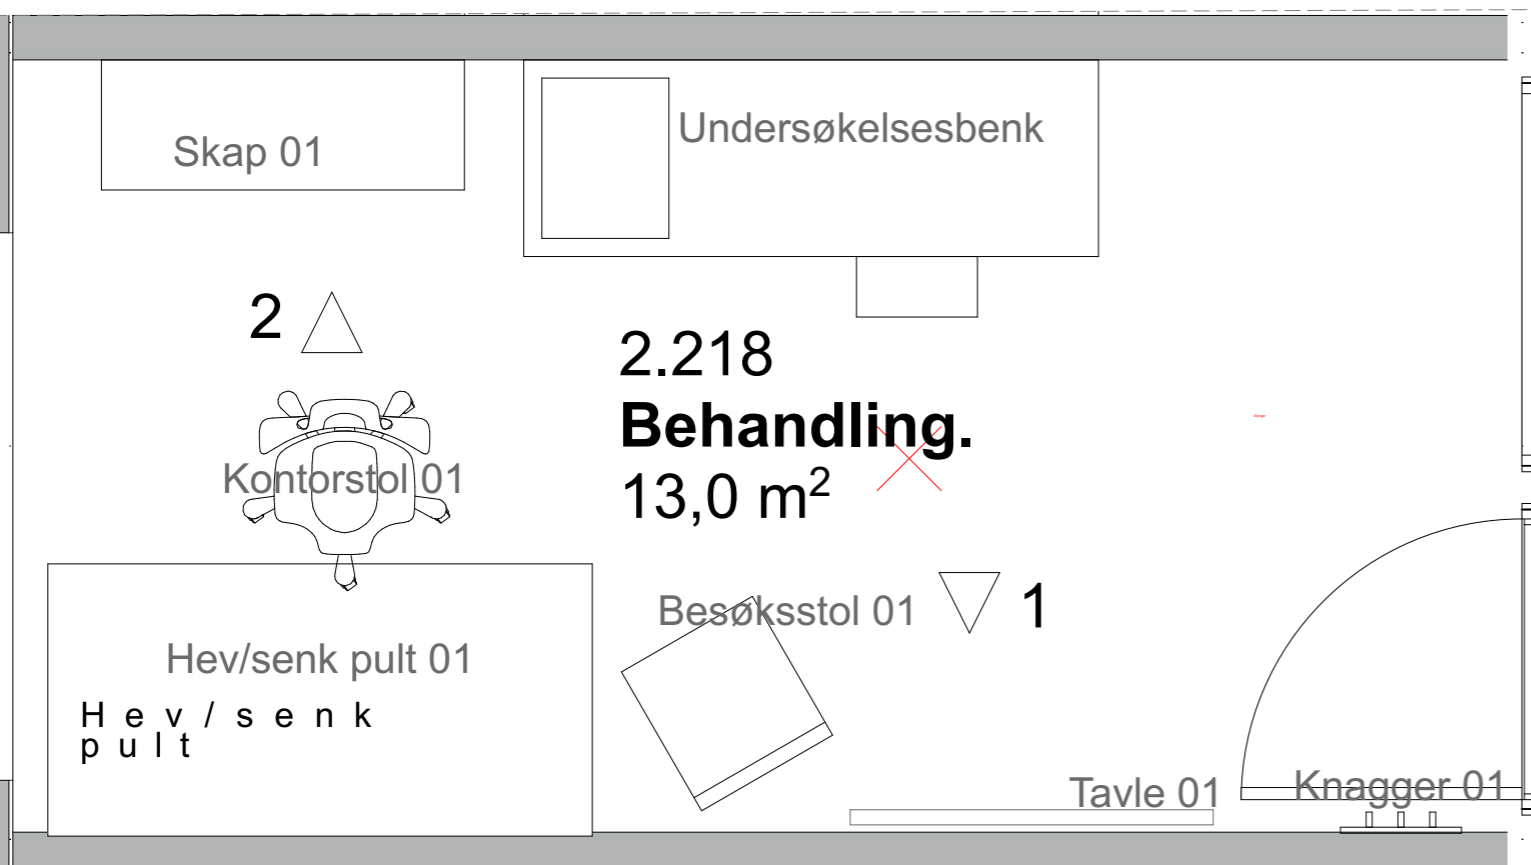 Undersøkelsesbenk
Skap 01
2
2.218
Behandling.
13,0 m²
Kontorstol 01
Besøksstol 01
1
Hev/senk pult 01
Hev/senk
pult
Tavle 01
Knagger 01